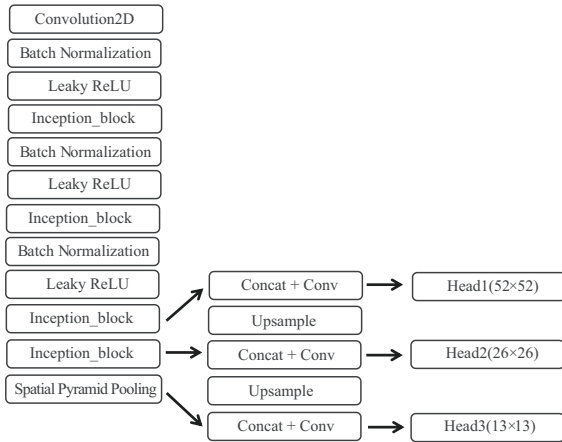 Convolution2D
Batch Normalization
Leaky ReLU
Inception_block
Batch Normalization
Leaky ReLU
Inception_block
Batch Normalization
Leaky ReLU
Inception_block
Inception_block
Spatial Pyramid Pooling
Concat + Conv
Upsample
Concat + Conv
Upsample
Concat + Conv
Head1(52×52)
Head2(26×26)
Head3(13×13)